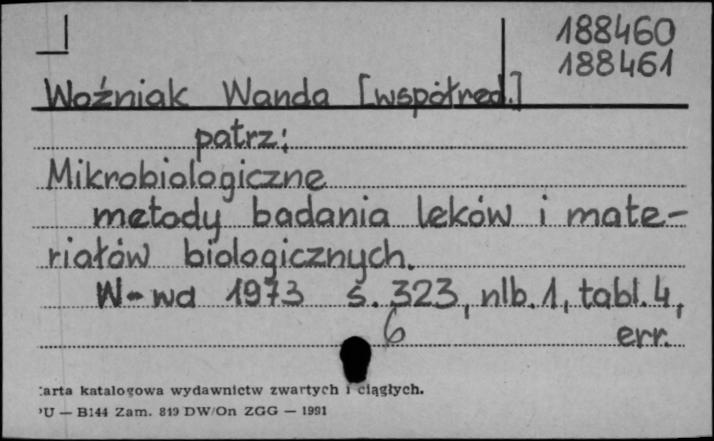 188460
188461
Woźniak Wanda [współred.]
patrz:
Mikrobiologiczne
metody badania leków i mate-
riałów biologicznych.
W-wa 1973 s. 323, nlb. 1, tabl. 4,
6 err.
arta katalogowa wydawnictw zwartych i ciągłych.
PU — B144 Zam. 819 DW/On ZGG — 1991